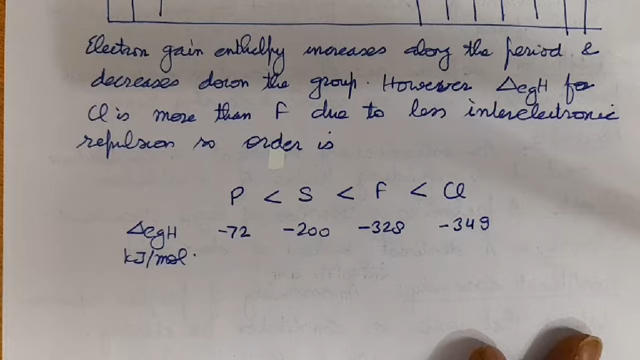 Electron gain enthalpy increases along the period &
decreases down the group. However ΔegH for
Cl is more than F due to less interelectronic
repulsion so order is
P < S < F < Cl
ΔegH -72 -200 -328 -349
kJ/mol.